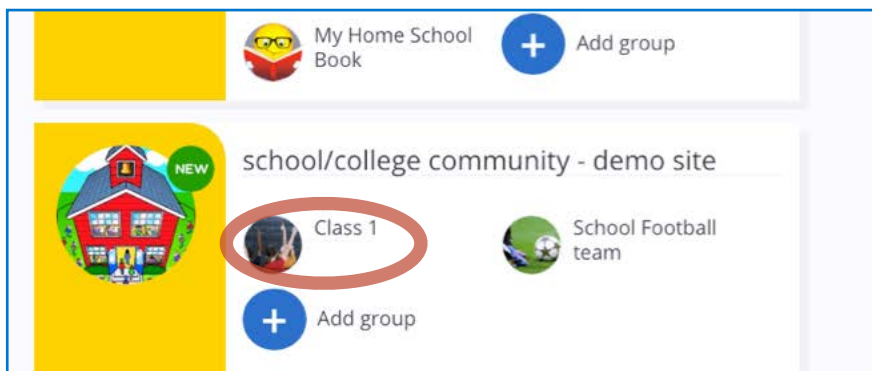 My Home School
Book
Add group
NEW
school/college community - demo site
Class 1
School Football
team
Add group